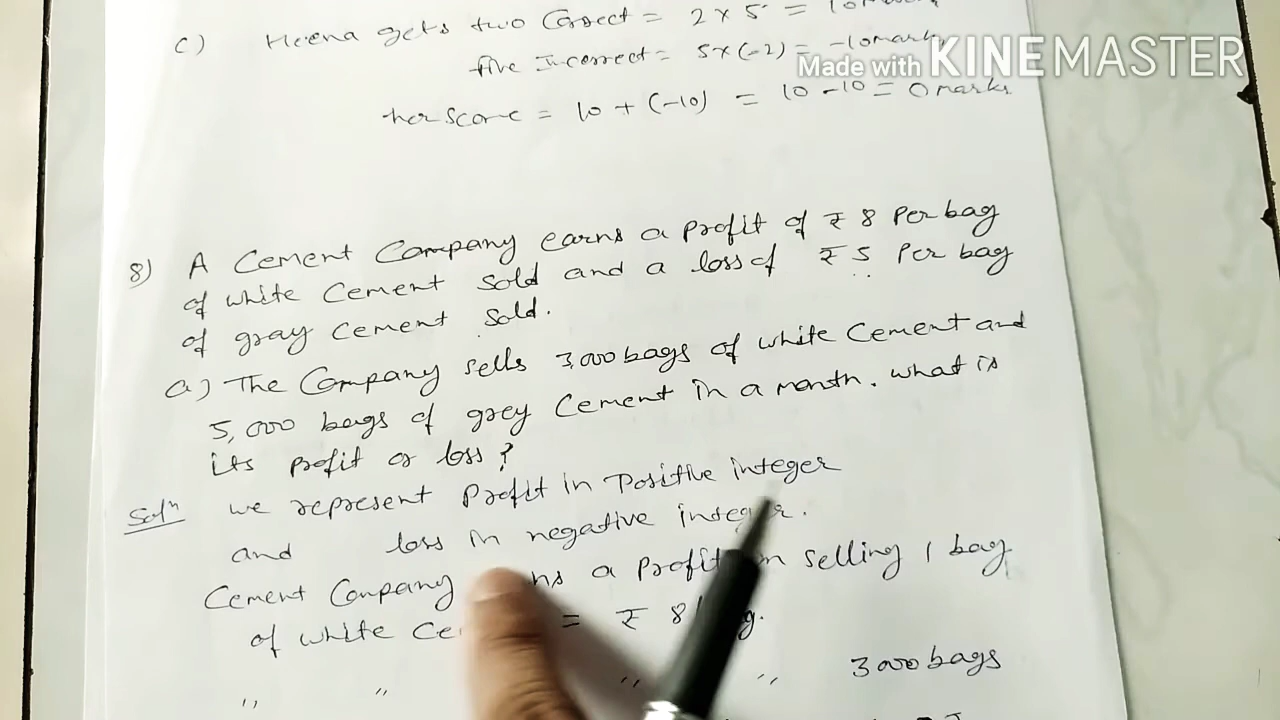 c) Heena gets two Correct = 2 x 5 = 10
five Incorrect = 5x(-2) = -10 mark
Made with KINEMASTER
her score = 10 + (-10) = 10 -10 = 0 marks
8) A Cement Company earns a profit of ₹ 8 Per bag
of white Cement sold and a loss of ₹ 5 Per bag
of gray cement sold.
a) The Company sells 3,000 bags of white Cement and
5,000 bags of grey Cement in a month. what is
its profit or loss?
Solⁿ we represent Profit in Positive integer
and loss in negative integer.
Cement Company a Profit selling 1 bag
of white = ₹ 8
,, ,, ,, ,, 3000 bags